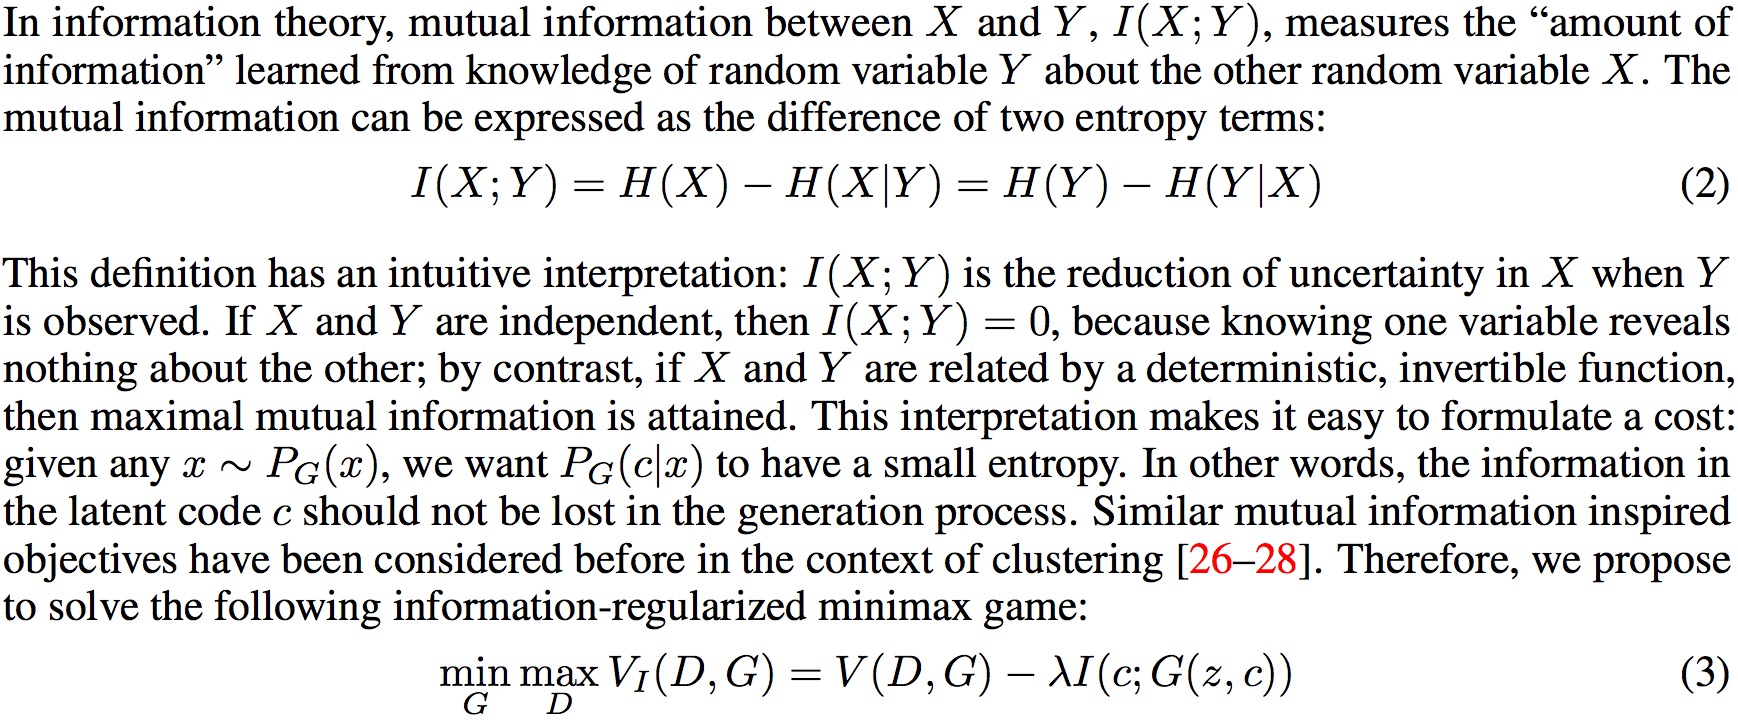 In information theory, mutual information between X and Y, I(X; Y), measures the “amount of
information” learned from knowledge of random variable Y about the other random variable X. The
mutual information can be expressed as the difference of two entropy terms:
I(X; Y) = H(X) − H(X|Y) = H(Y) − H(Y|X) (2)
This definition has an intuitive interpretation: I(X; Y) is the reduction of uncertainty in X when Y
is observed. If X and Y are independent, then I(X; Y) = 0, because knowing one variable reveals
nothing about the other; by contrast, if X and Y are related by a deterministic, invertible function,
then maximal mutual information is attained. This interpretation makes it easy to formulate a cost:
given any x ∼ P_G(x), we want P_G(c|x) to have a small entropy. In other words, the information in
the latent code c should not be lost in the generation process. Similar mutual information inspired
objectives have been considered before in the context of clustering [26–28]. Therefore, we propose
to solve the following information-regularized minimax game:
min_G max_D V_I(D, G) = V(D, G) − λI(c; G(z, c)) (3)